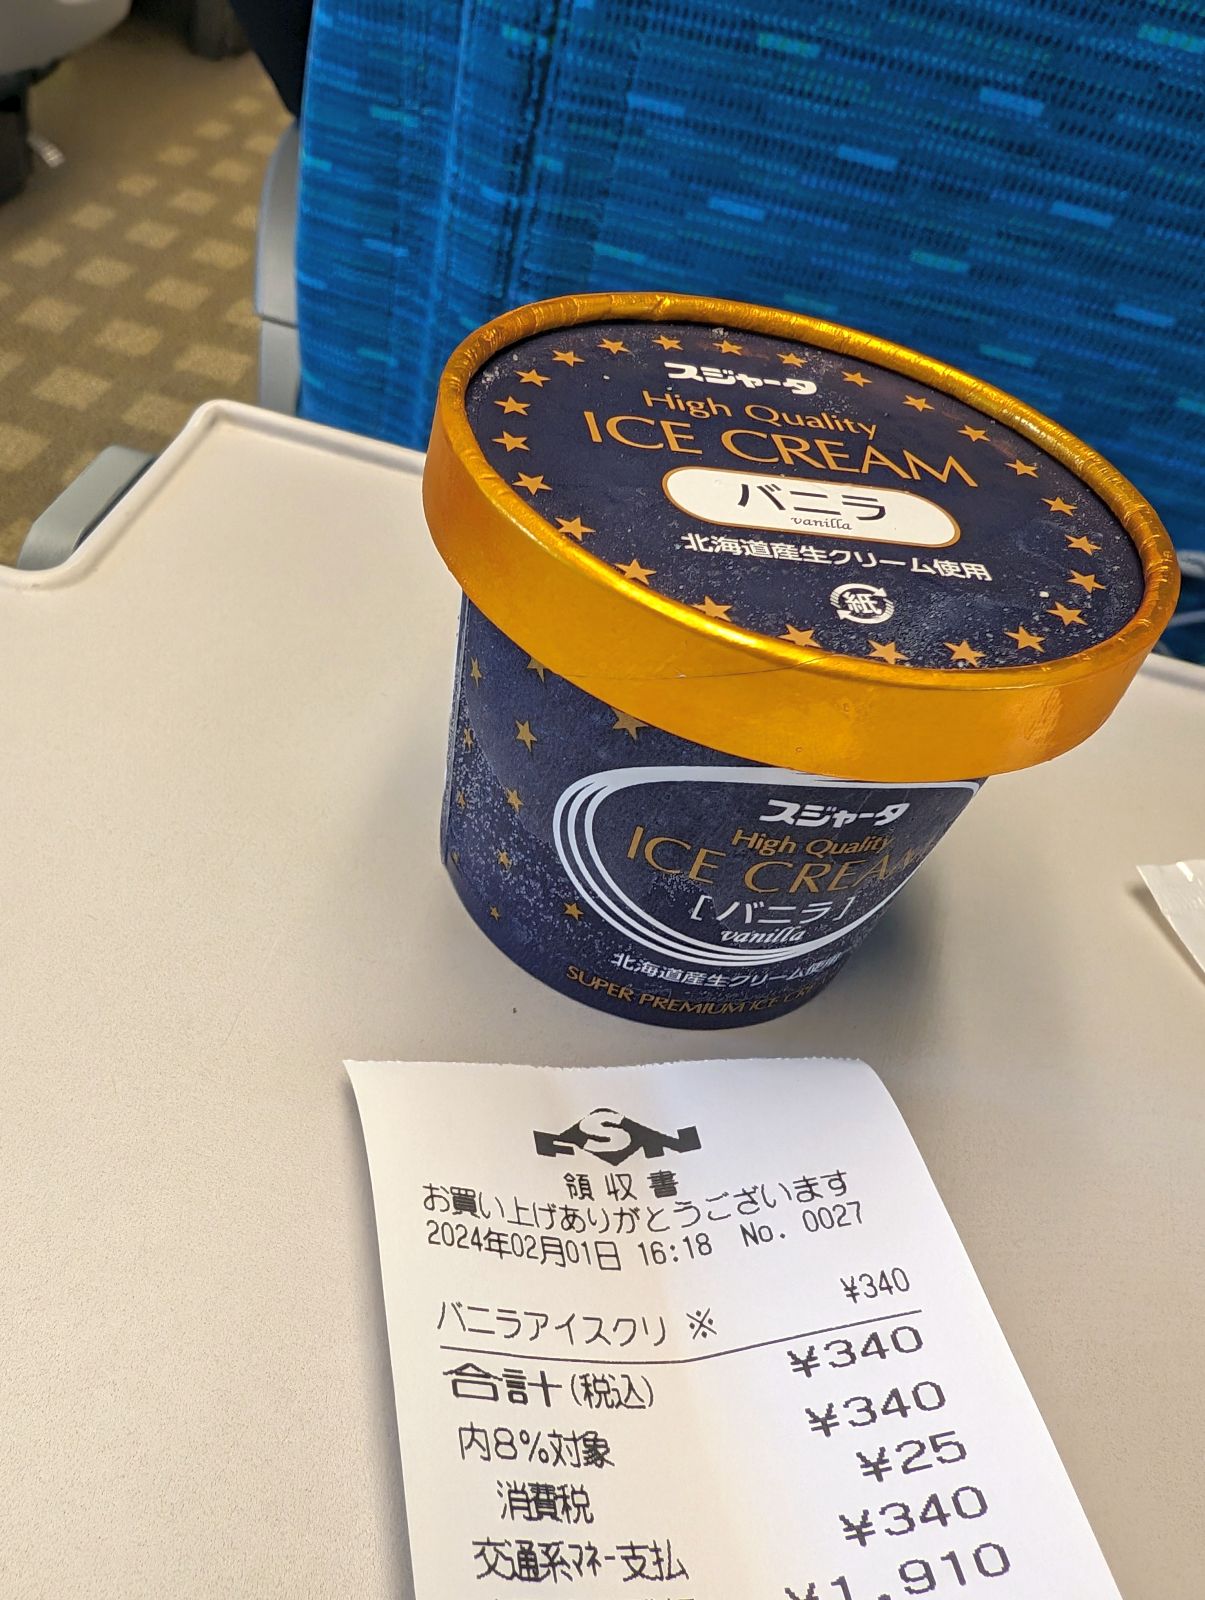 スジャータ
High Quality
ICE CREAM
バニラ
vanilla
北海道産生クリーム使用
紙
スジャータ
High Quality
ICE CREAM
[バニラ]
vanilla
北海道産生クリーム使用
SUPER PREMIUM ICE
領収書
お買い上げありがとうございます
2024年02月01日 16:18 No. 0027
バニラアイスクリ ※ ¥340
合計(税込) ¥340
内8%対象 ¥340
消費税 ¥25
交通系マネー支払 ¥340
¥1,910